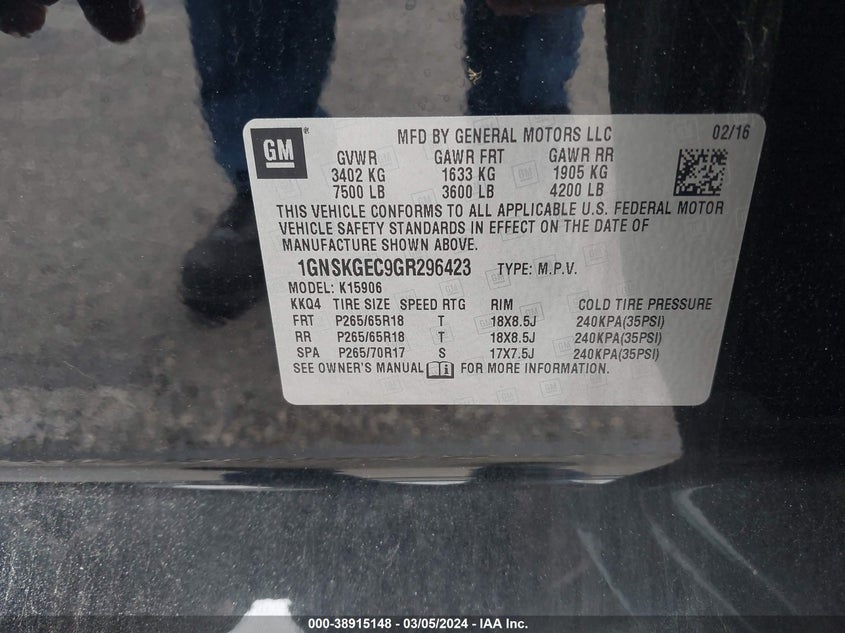 GM
MFD BY GENERAL MOTORS LLC 02/16
GVWR GAWR FRT GAWR RR
3402 KG 1633 KG 1905 KG
7500 LB 3600 LB 4200 LB
THIS VEHICLE CONFORMS TO ALL APPLICABLE U.S. FEDERAL MOTOR
VEHICLE SAFETY STANDARDS IN EFFECT ON THE DATE OF
MANUFACTURE SHOWN ABOVE.
1GNSKGEC9GR296423 TYPE: M.P.V.
MODEL: K15906
KKQ4 TIRE SIZE SPEED RTG RIM COLD TIRE PRESSURE
FRT P265/65R18 T 18X8.5J 240KPA(35PSI)
RR P265/65R18 T 18X8.5J 240KPA(35PSI)
SPA P265/70R17 S 17X7.5J 240KPA(35PSI)
SEE OWNER'S MANUAL FOR MORE INFORMATION.
000-38915148 - 03/05/2024 - IAA Inc.